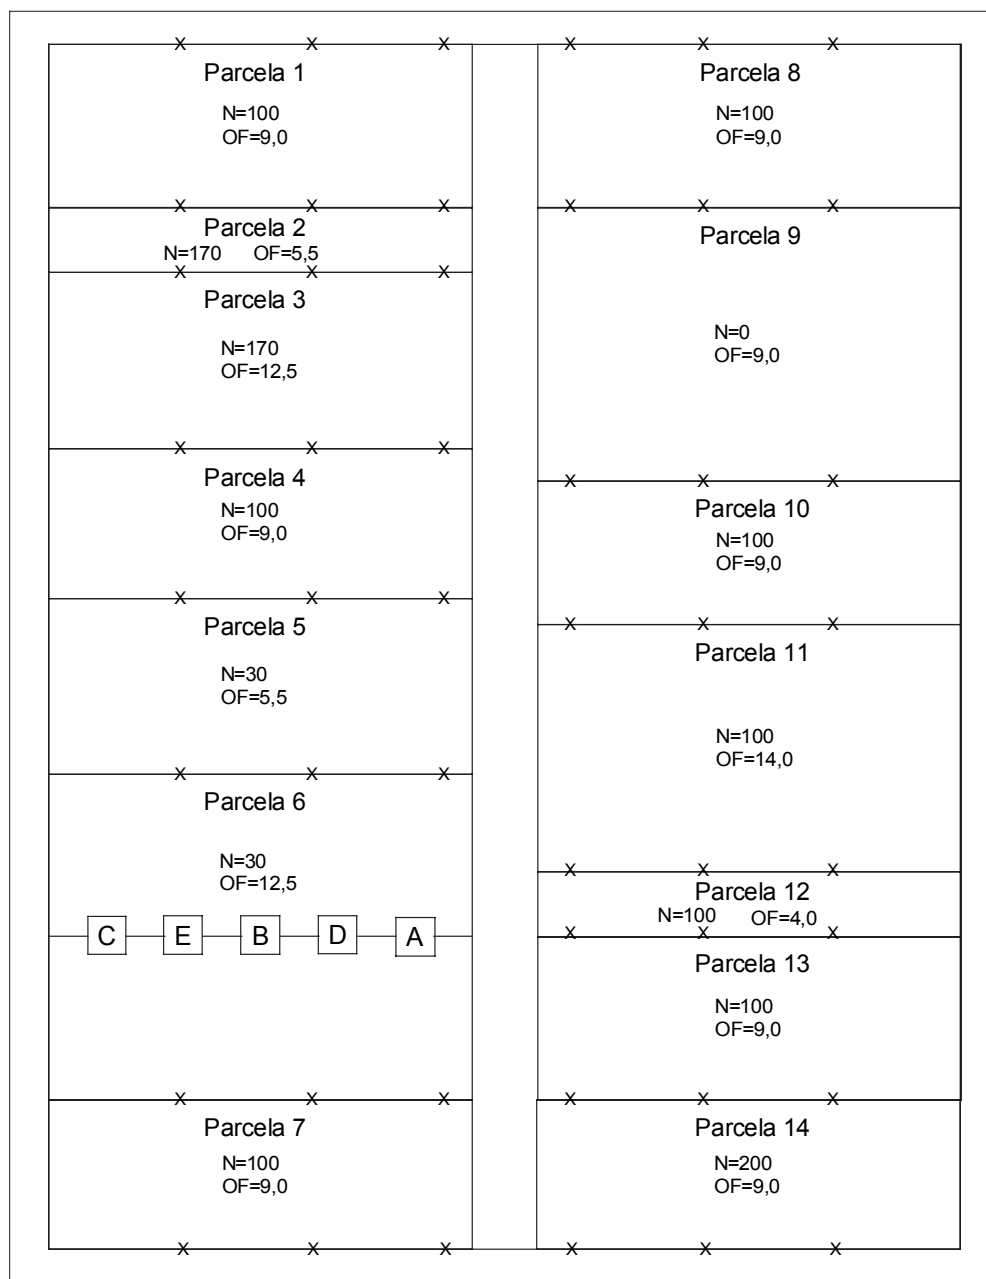 X X X
Parcela 1
N=100
OF=9,0
X X X
Parcela 2
N=170 OF=5,5
X X X
Parcela 3
N=170
OF=12,5
X X X
Parcela 4
N=100
OF=9,0
X X X
Parcela 5
N=30
OF=5,5
X X X
Parcela 6
N=30
OF=12,5
C E B D A
X X X
Parcela 7
N=100
OF=9,0
X X X
X X X
Parcela 8
N=100
OF=9,0
X X X
Parcela 9
N=0
OF=9,0
X X X
Parcela 10
N=100
OF=9,0
X X X
Parcela 11
N=100
OF=14,0
X X X
Parcela 12
N=100 OF=4,0
X X X
Parcela 13
N=100
OF=9,0
X X X
Parcela 14
N=200
OF=9,0
X X X